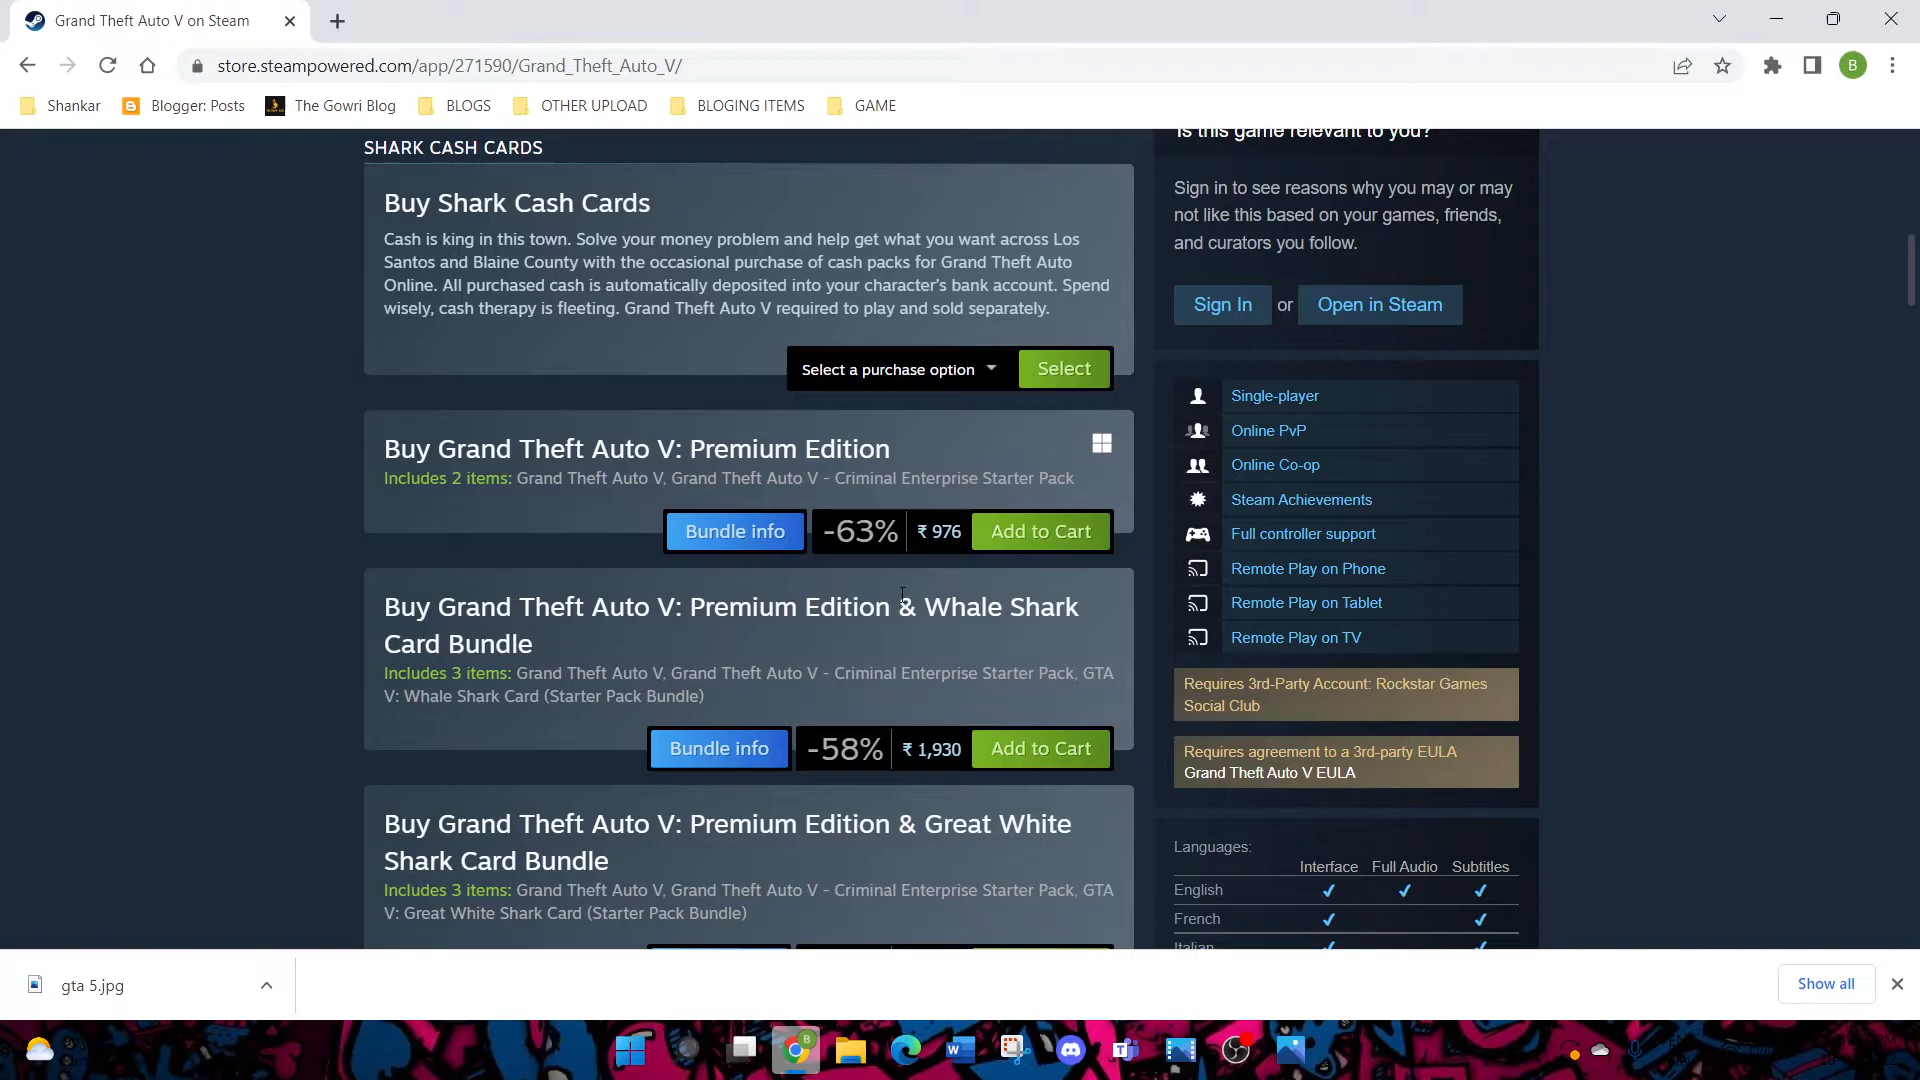 Grand Theft Auto V on Steam
store.steampowered.com/app/271590/Grand_Theft_Auto_V/
B
Shankar
Blogger: Posts
The Gowri Blog
BLOGS
OTHER UPLOAD
BLOGING ITEMS
GAME
SHARK CASH CARDS
Buy Shark Cash Cards
Cash is king in this town. Solve your money problem and help get what you want across Los
Santos and Blaine County with the occasional purchase of cash packs for Grand Theft Auto
Online. All purchased cash is automatically deposited into your character's bank account. Spend
wisely, cash therapy is fleeting. Grand Theft Auto V required to play and sold separately.
Select a purchase option
Select
Buy Grand Theft Auto V: Premium Edition
Includes 2 items: Grand Theft Auto V, Grand Theft Auto V - Criminal Enterprise Starter Pack
Bundle info
-63%
₹ 976
Add to Cart
Buy Grand Theft Auto V: Premium Edition & Whale Shark
Card Bundle
Includes 3 items: Grand Theft Auto V, Grand Theft Auto V - Criminal Enterprise Starter Pack, GTA
V: Whale Shark Card (Starter Pack Bundle)
Bundle info
-58%
₹ 1,930
Add to Cart
Buy Grand Theft Auto V: Premium Edition & Great White
Shark Card Bundle
Includes 3 items: Grand Theft Auto V, Grand Theft Auto V - Criminal Enterprise Starter Pack, GTA
V: Great White Shark Card (Starter Pack Bundle)
Is this game relevant to you?
Sign in to see reasons why you may or may
not like this based on your games, friends,
and curators you follow.
Sign In
or
Open in Steam
Single-player
Online PvP
Online Co-op
Steam Achievements
Full controller support
Remote Play on Phone
Remote Play on Tablet
Remote Play on TV
Requires 3rd-Party Account: Rockstar Games
Social Club
Requires agreement to a 3rd-party EULA
Grand Theft Auto V EULA
Languages:
Interface Full Audio Subtitles
English ✔ ✔ ✔
French ✔ ✔
Italian ✔ ✔
gta 5.jpg
Show all